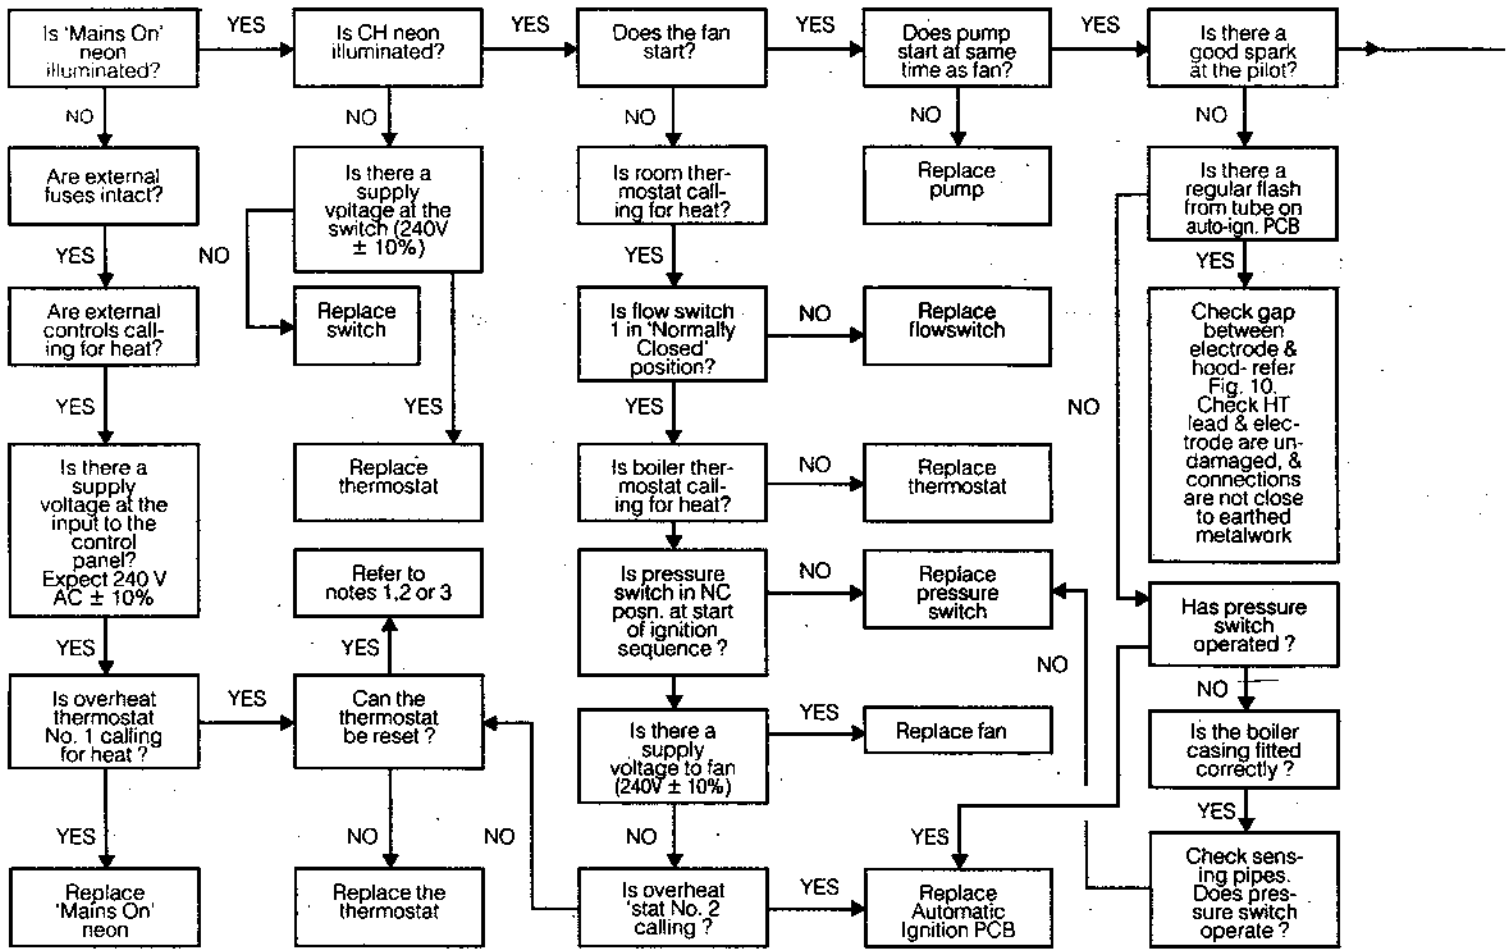 Is ‘Mains On’
neon
illuminated?
YES
Is CH neon
illuminated?
YES
Does the fan
start?
YES
Does pump
start at same
time as fan?
YES
Is there a
good spark
at the pilot?
NO
NO
NO
NO
NO
Are external
fuses intact?
Is there a
supply
voltage at the
switch (240V
± 10%)
Is room ther-
mostat call-
ing for heat?
Replace
pump
Is there a
regular flash
from tube on
auto-ign. PCB
YES
NO
YES
YES
Are external
controls call-
ing for heat?
Replace
switch
Is flow switch
1 in ‘Normally
Closed’
position?
NO
Replace
flowswitch
Check gap
between
electrode &
hood- refer
Fig. 10.
Check HT
lead & elec-
trode are un-
damaged, &
connections
are not close
to earthed
metalwork
YES
YES
YES
NO
Is there a
supply
voltage at the
input to the
control
panel?
Expect 240 V
AC ± 10%
Replace
thermostat
Is boiler ther-
mostat call-
ing for heat?
NO
Replace
thermostat
Refer to
notes 1,2 or 3
Is pressure
switch in NC
posn. at start
of ignition
sequence ?
NO
Replace
pressure
switch
Has pressure
switch
operated ?
YES
YES
NO
NO
Is overheat
thermostat
No. 1 calling
for heat ?
YES
Can the
thermostat
be reset ?
Is there a
supply
voltage to fan
(240V ± 10%)
YES
Replace fan
Is the boiler
casing fitted
correctly ?
YES
NO
NO
NO
YES
YES
Replace
‘Mains On’
neon
Replace the
thermostat
Is overheat
‘stat No. 2
calling ?
YES
Replace
Automatic
Ignition PCB
Check sens-
ing pipes.
Does pres-
sure switch
operate ?